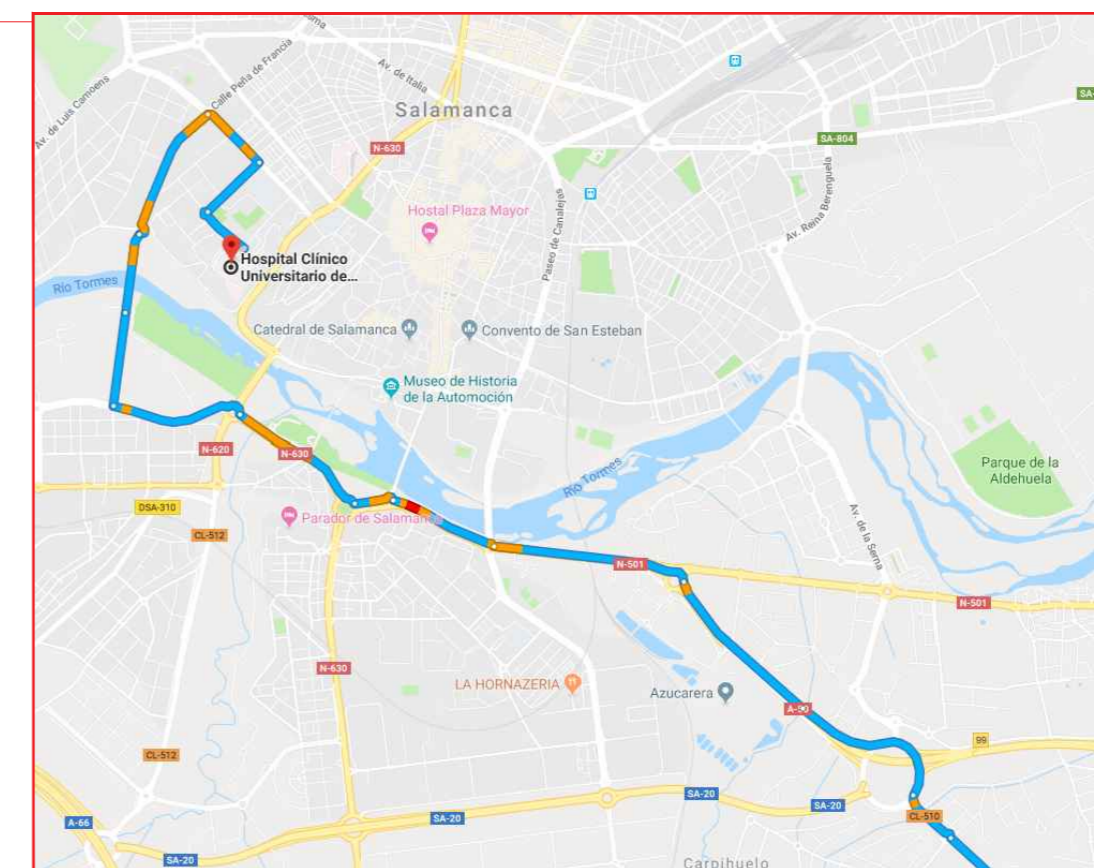 Calle Peña de Francia
Av. de Italia
Av. de Luis Camoens
Salamanca
N-630
SA-804
SA-
Hostal Plaza Mayor
Paseo de Canalejas
Av. Reina Berenguela
Hospital Clínico
Universitario de...
Río Tormes
Catedral de Salamanca
Convento de San Esteban
Museo de Historia
de la Automoción
N-620
N-630
Río Tormes
Parque de la
Aldehuela
DSA-310
Parador de Salamanca
CL-512
Av. de la Serna
N-501
N-501
N-630
LA HORNAZERIA
Azucarera
A-50
99
CL-512
SA-20
SA-20
CL-510
A-66
SA-20
SA-20
Carpihuelo